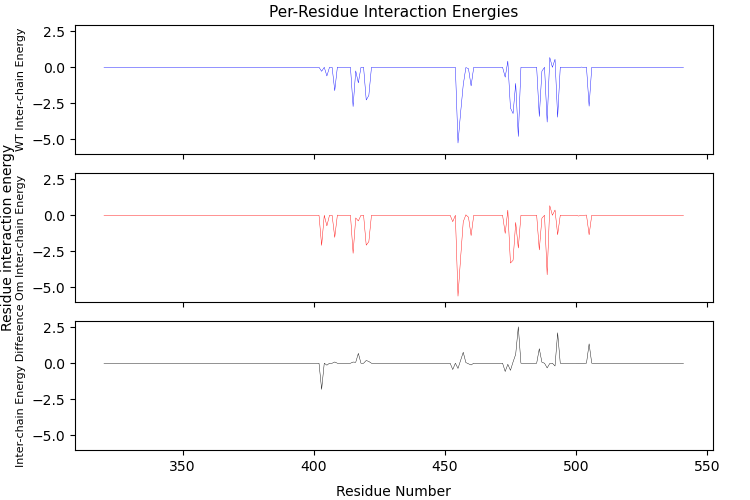 Per-Residue Interaction Energies
WT Inter-chain Energy
2.5
0.0
−2.5
−5.0
Residue interaction energy
Om Inter-chain Energy
2.5
0.0
−2.5
−5.0
Inter-chain Energy Difference
2.5
0.0
−2.5
−5.0
350
400
450
500
550
Residue Number